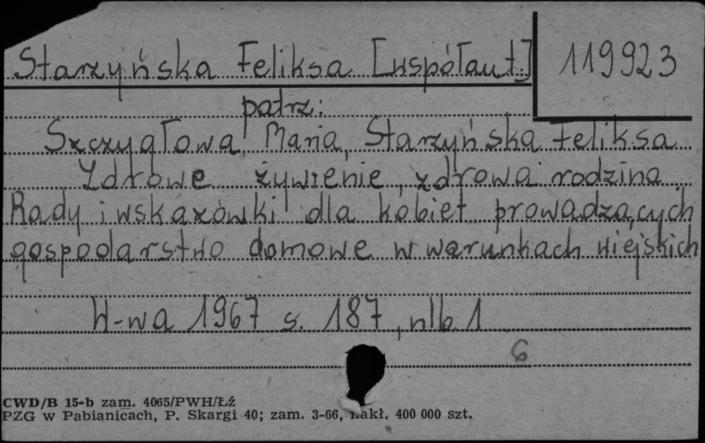 Starzyńska Feliksa [współaut.] 119923
patrz:
Szczygłowa Maria, Starzyńska Feliksa
Zdrowe żywienie, zdrowa rodzina.
Rady i wskazówki dla kobiet prowadzących
gospodarstwo domowe w warunkach wiejskich
W-wa 1967 s. 187, nlb. 1
6
CWD/B 15-b zam. 4065/PWH/ŁŹ
PZG w Pabianicach, P. Skargi 40; zam. 3-66, nakł. 400 000 szt.